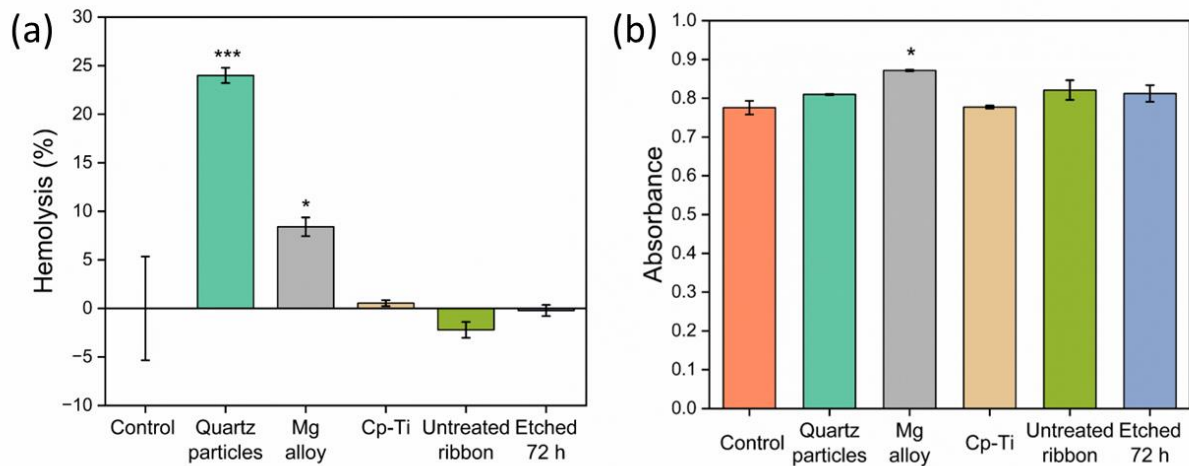 (a)
Hemolysis (%)
30
25
20
15
10
5
0
−5
−10
***
*
Control
Quartz
particles
Mg
alloy
Cp-Ti
Untreated
ribbon
Etched
72 h
(b)
Absorbance
1.0
0.9
0.8
0.7
0.6
0.5
0.4
0.3
0.2
0.1
0.0
*
Control
Quartz
particles
Mg
alloy
Cp-Ti
Untreated
ribbon
Etched
72 h